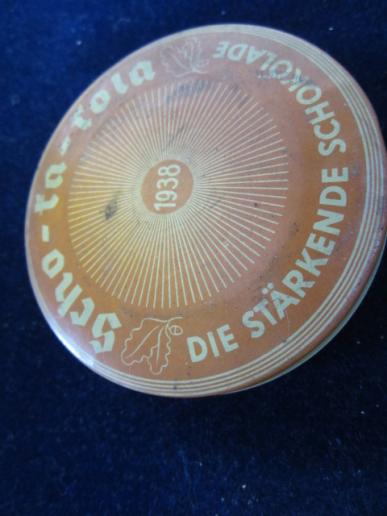 Scho-ka-kola
DIE STÄRKENDE SCHOKOLADE
1938